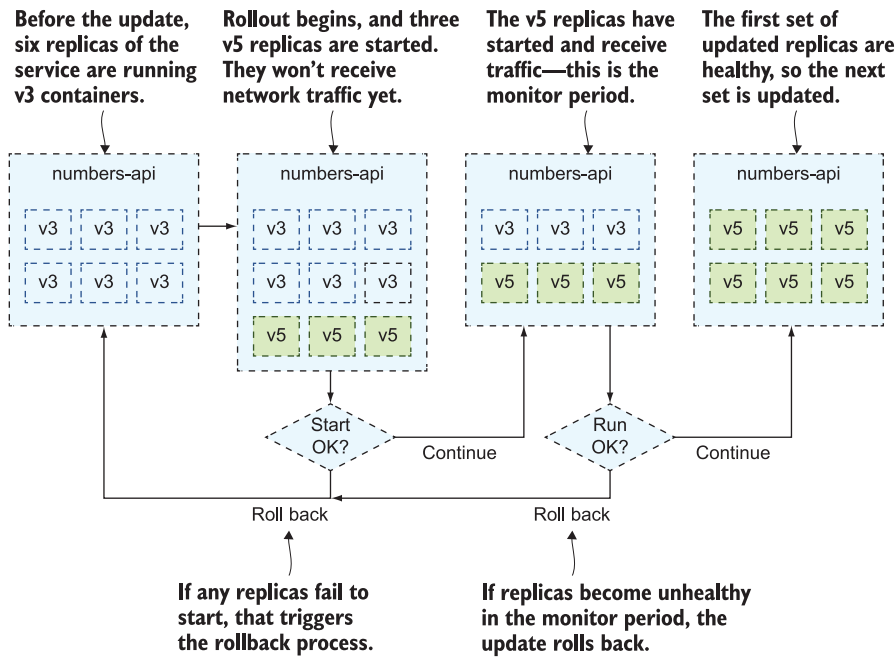 Before the update,
six replicas of the
service are running
v3 containers.
Rollout begins, and three
v5 replicas are started.
They won't receive
network traffic yet.
The v5 replicas have
started and receive
traffic—this is the
monitor period.
The first set of
updated replicas are
healthy, so the next
set is updated.
numbers-api
v3 v3 v3
v3 v3 v3
numbers-api
v3 v3 v3
v3 v3 v3
v5 v5 v5
numbers-api
v3 v3 v3
v5 v5 v5
numbers-api
v5 v5 v5
v5 v5 v5
Start
OK?
Continue
Run
OK?
Continue
Roll back
Roll back
If any replicas fail to
start, that triggers
the rollback process.
If replicas become unhealthy
in the monitor period, the
update rolls back.